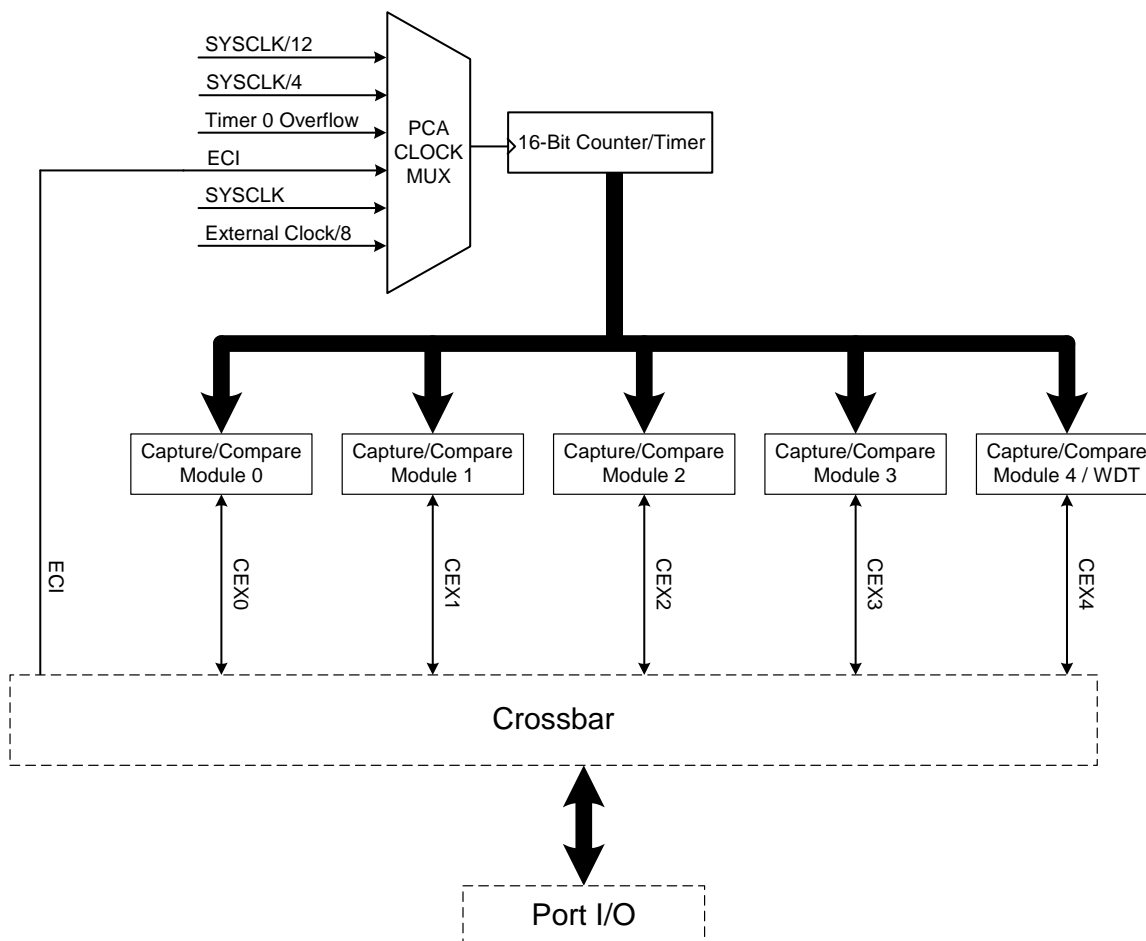 SYSCLK/12
SYSCLK/4
Timer 0 Overflow
ECI
SYSCLK
External Clock/8
PCA
CLOCK
MUX
16-Bit Counter/Timer
Capture/Compare
Module 0
Capture/Compare
Module 1
Capture/Compare
Module 2
Capture/Compare
Module 3
Capture/Compare
Module 4 / WDT
ECI
CEX0
CEX1
CEX2
CEX3
CEX4
Crossbar
Port I/O